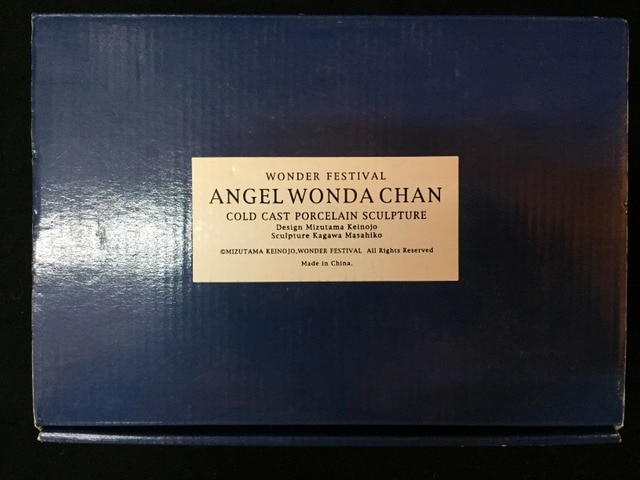 WONDER FESTIVAL
ANGEL WONDA CHAN
COLD CAST PORCELAIN SCULPTURE
Design Mizutama Keinojo
Sculpture Kagawa Masahiko
©MIZUTAMA KEINOJO,WONDER FESTIVAL All Rights Reserved
Made in China.